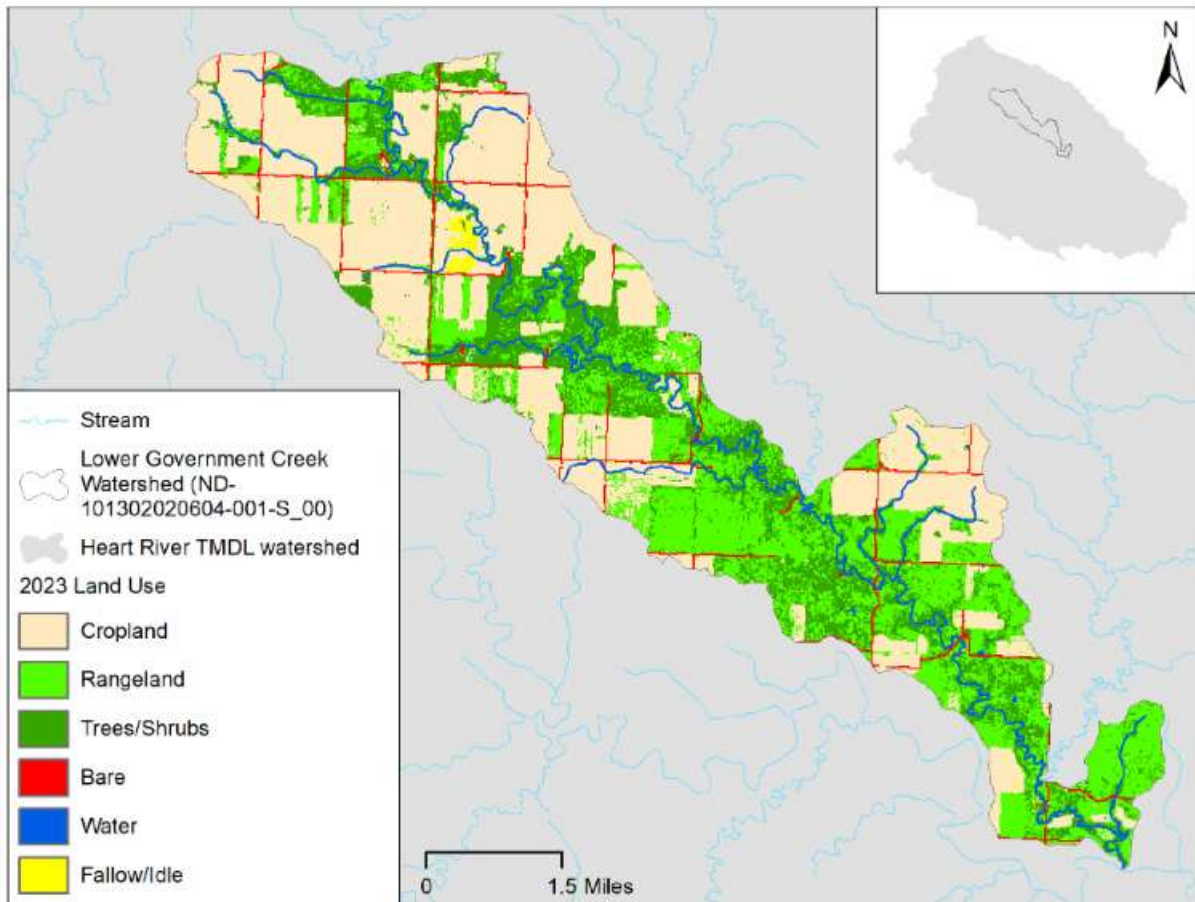 N
Stream
Lower Government Creek
Watershed (ND-
101302020604-001-S_00)
Heart River TMDL watershed
2023 Land Use
Cropland
Rangeland
Trees/Shrubs
Bare
Water
Fallow/Idle
0 1.5 Miles